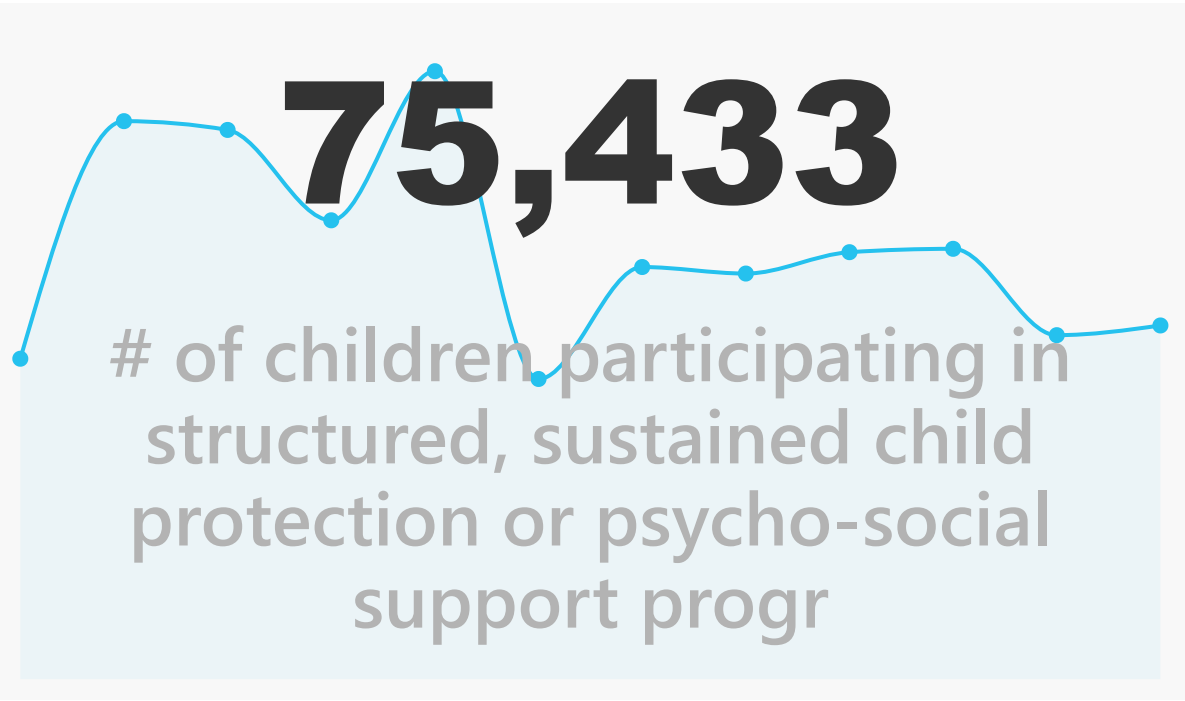 75,433
# of children participating in
structured, sustained child
protection or psycho-social
support progr